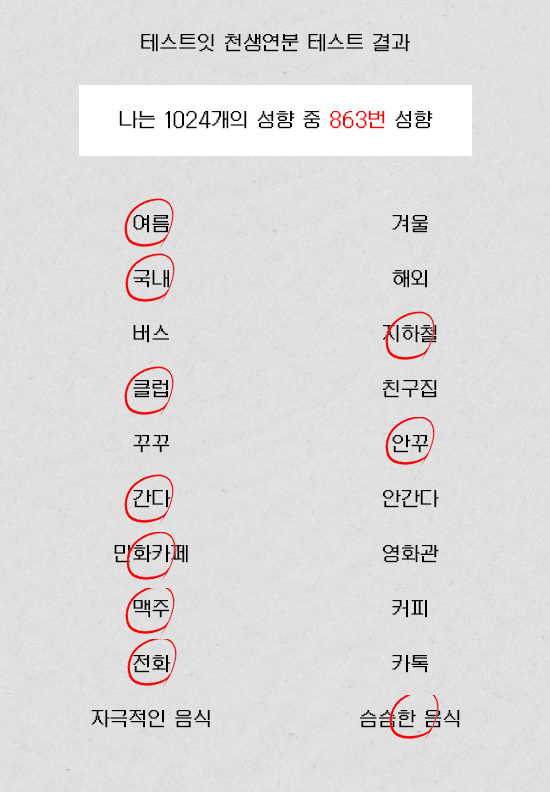 테스트잇 천생연분 테스트 결과
나는 1024개의 성향 중 863번 성향
여름 겨울
국내 해외
버스 지하철
클럽 친구집
꾸꾸 안꾸
간다 안간다
만화카페 영화관
맥주 커피
전화 카톡
자극적인 음식 슴슴한 음식